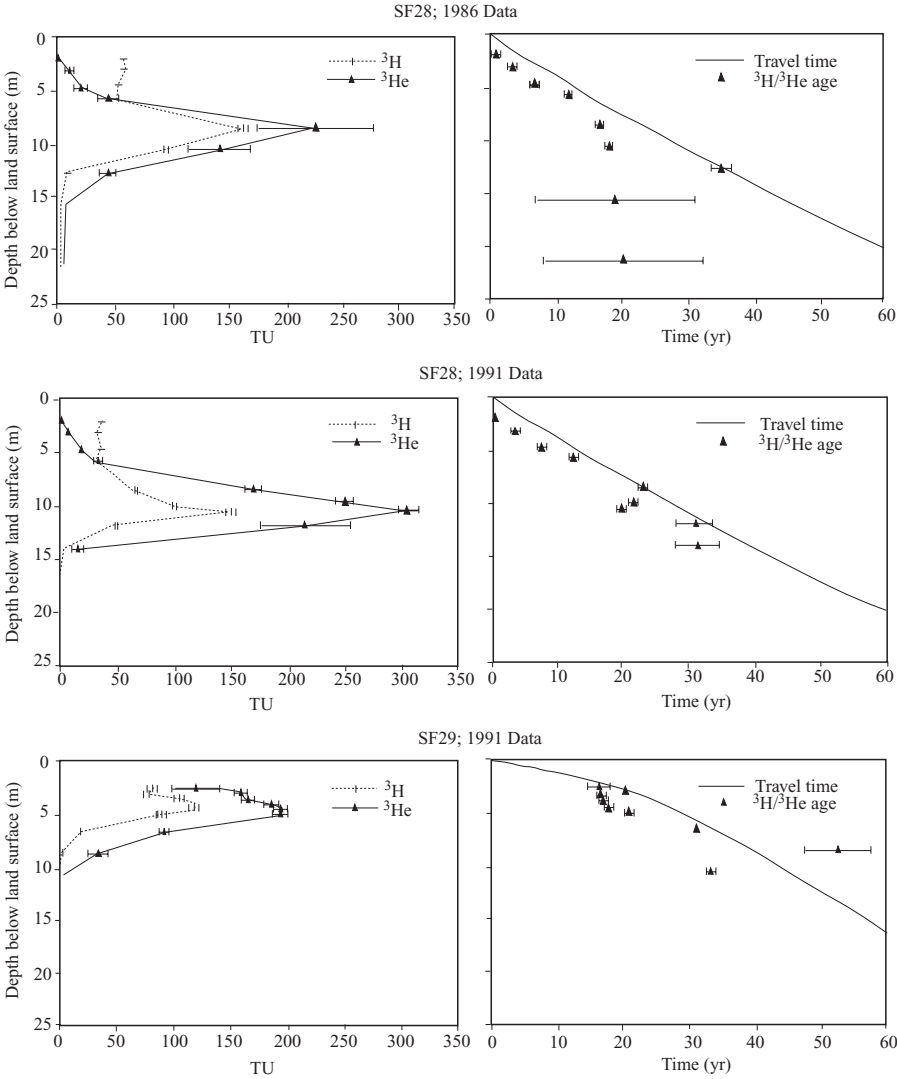 SF28; 1986 Data
Depth below land surface (m)
0
5
10
15
20
25
³H
³He
0 50 100 150 200 250 300 350
TU
Travel time
³H/³He age
0 10 20 30 40 50 60
Time (yr)
SF28; 1991 Data
Depth below land surface (m)
0
5
10
15
20
25
³H
³He
0 50 100 150 200 250 300 350
TU
Travel time
³H/³He age
0 10 20 30 40 50 60
Time (yr)
SF29; 1991 Data
Depth below land surface (m)
0
5
10
15
20
25
³H
³He
0 50 100 150 200 250 300 350
TU
Travel time
³H/³He age
0 10 20 30 40 50 60
Time (yr)